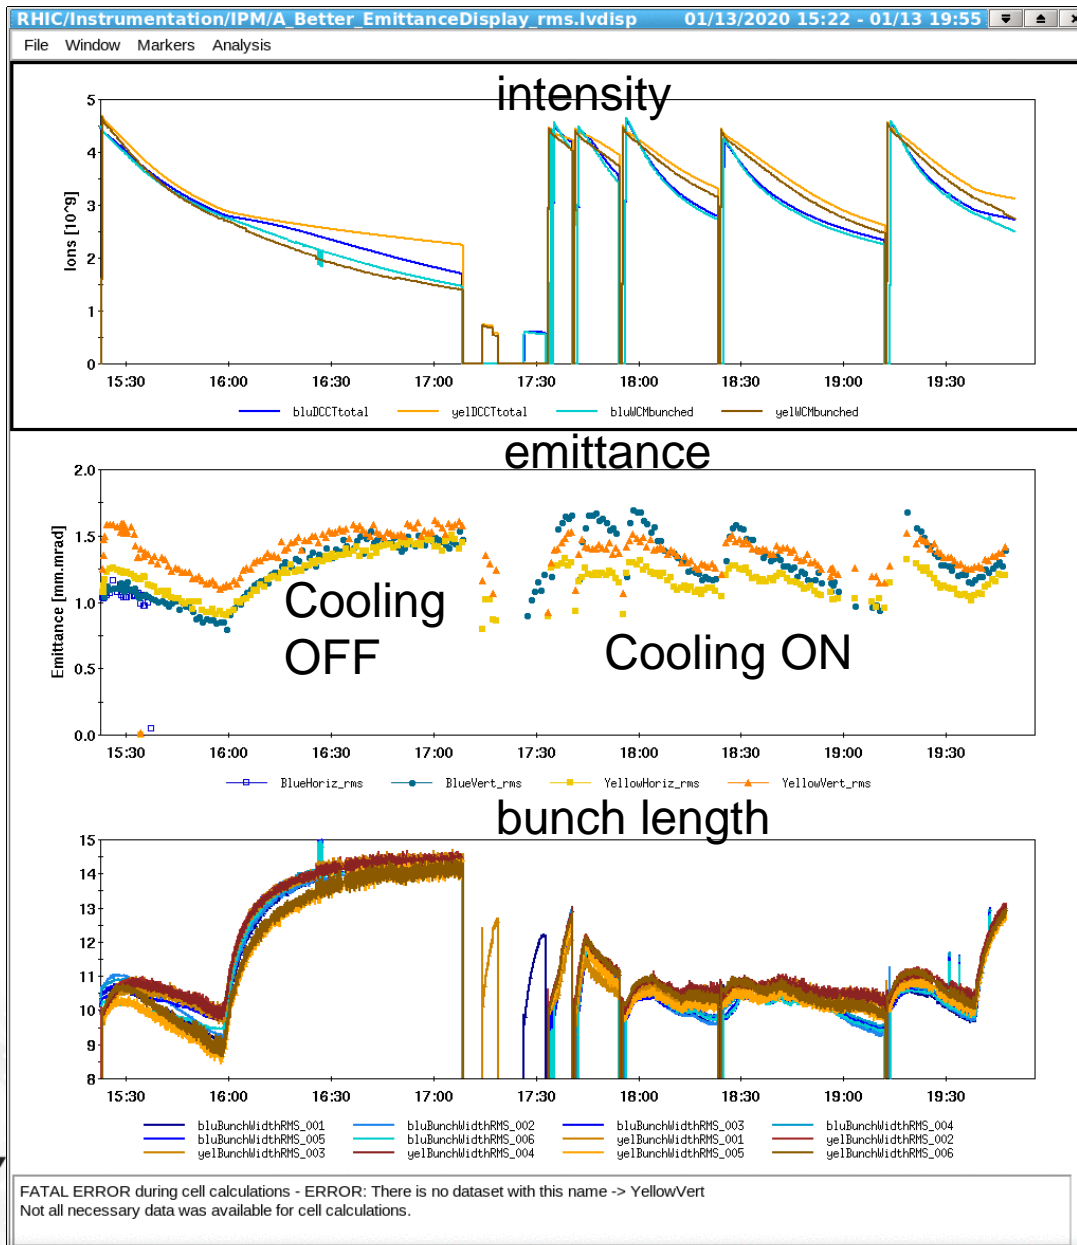 RHIC/Instrumentation/IPM/A_Better_EmittanceDisplay_rms.lvdisp 01/13/2020 15:22 - 01/13 19:55
File Window Markers Analysis
intensity
5
4
3
2
1
0
Ions [10^9]
15:30 16:00 16:30 17:00 17:30 18:00 18:30 19:00 19:30
bluDCCTtotal yelDCCTtotal bluWCMbunched yelWCMbunched
emittance
2.0
1.5
1.0
0.5
0.0
Emittance [mm.mrad]
Cooling
OFF
Cooling ON
15:30 16:00 16:30 17:00 17:30 18:00 18:30 19:00 19:30
BlueHoriz_rms BlueVert_rms YellowHoriz_rms YellowVert_rms
bunch length
15
14
13
12
11
10
9
8
15:30 16:00 16:30 17:00 17:30 18:00 18:30 19:00 19:30
bluBunchWidthRMS_001 bluBunchWidthRMS_002 bluBunchWidthRMS_003 bluBunchWidthRMS_004
bluBunchWidthRMS_005 bluBunchWidthRMS_006 yelBunchWidthRMS_001 yelBunchWidthRMS_002
yelBunchWidthRMS_003 yelBunchWidthRMS_004 yelBunchWidthRMS_005 yelBunchWidthRMS_006
FATAL ERROR during cell calculations - ERROR: There is no dataset with this name -> YellowVert
Not all necessary data was available for cell calculations.